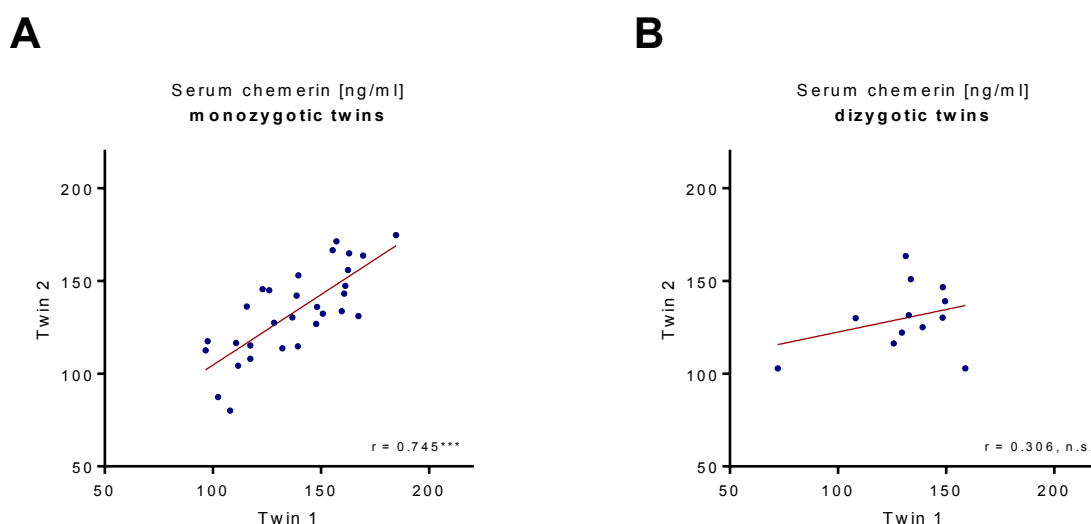 A
Serum chemerin [ng/ml]
monozygotic twins
200
150
100
50
Twin 2
r = 0.745***
50 100 150 200
Twin 1
B
Serum chemerin [ng/ml]
dizygotic twins
200
150
100
50
Twin 2
r = 0.306, n.s.
50 100 150 200
Twin 1